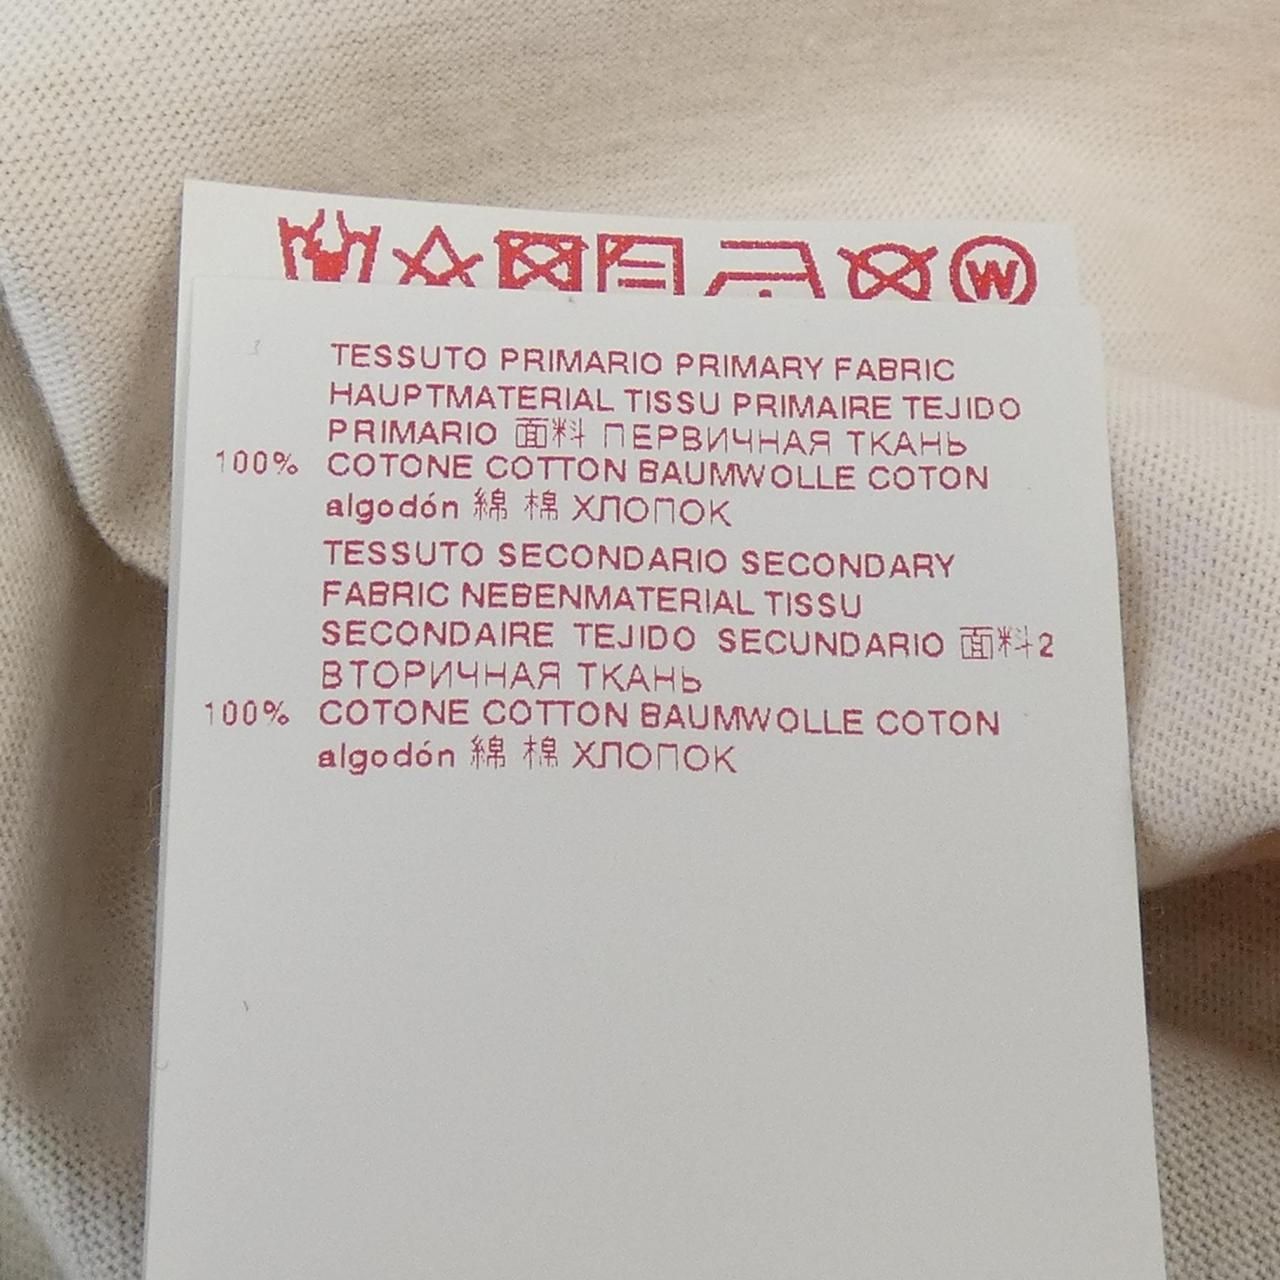 W
TESSUTO PRIMARIO PRIMARY FABRIC
HAUPTMATERIAL TISSU PRIMAIRE TEJIDO
PRIMARIO 面料 ПЕРВИЧНАЯ ТКАНЬ
100% COTONE COTTON BAUMWOLLE COTON
algodón 綿 棉 ХЛОПОК
TESSUTO SECONDARIO SECONDARY
FABRIC NEBENMATERIAL TISSU
SECONDAIRE TEJIDO SECUNDARIO 面料2
ВТОРИЧНАЯ ТКАНЬ
100% COTONE COTTON BAUMWOLLE COTON
algodón 綿 棉 ХЛОПОК